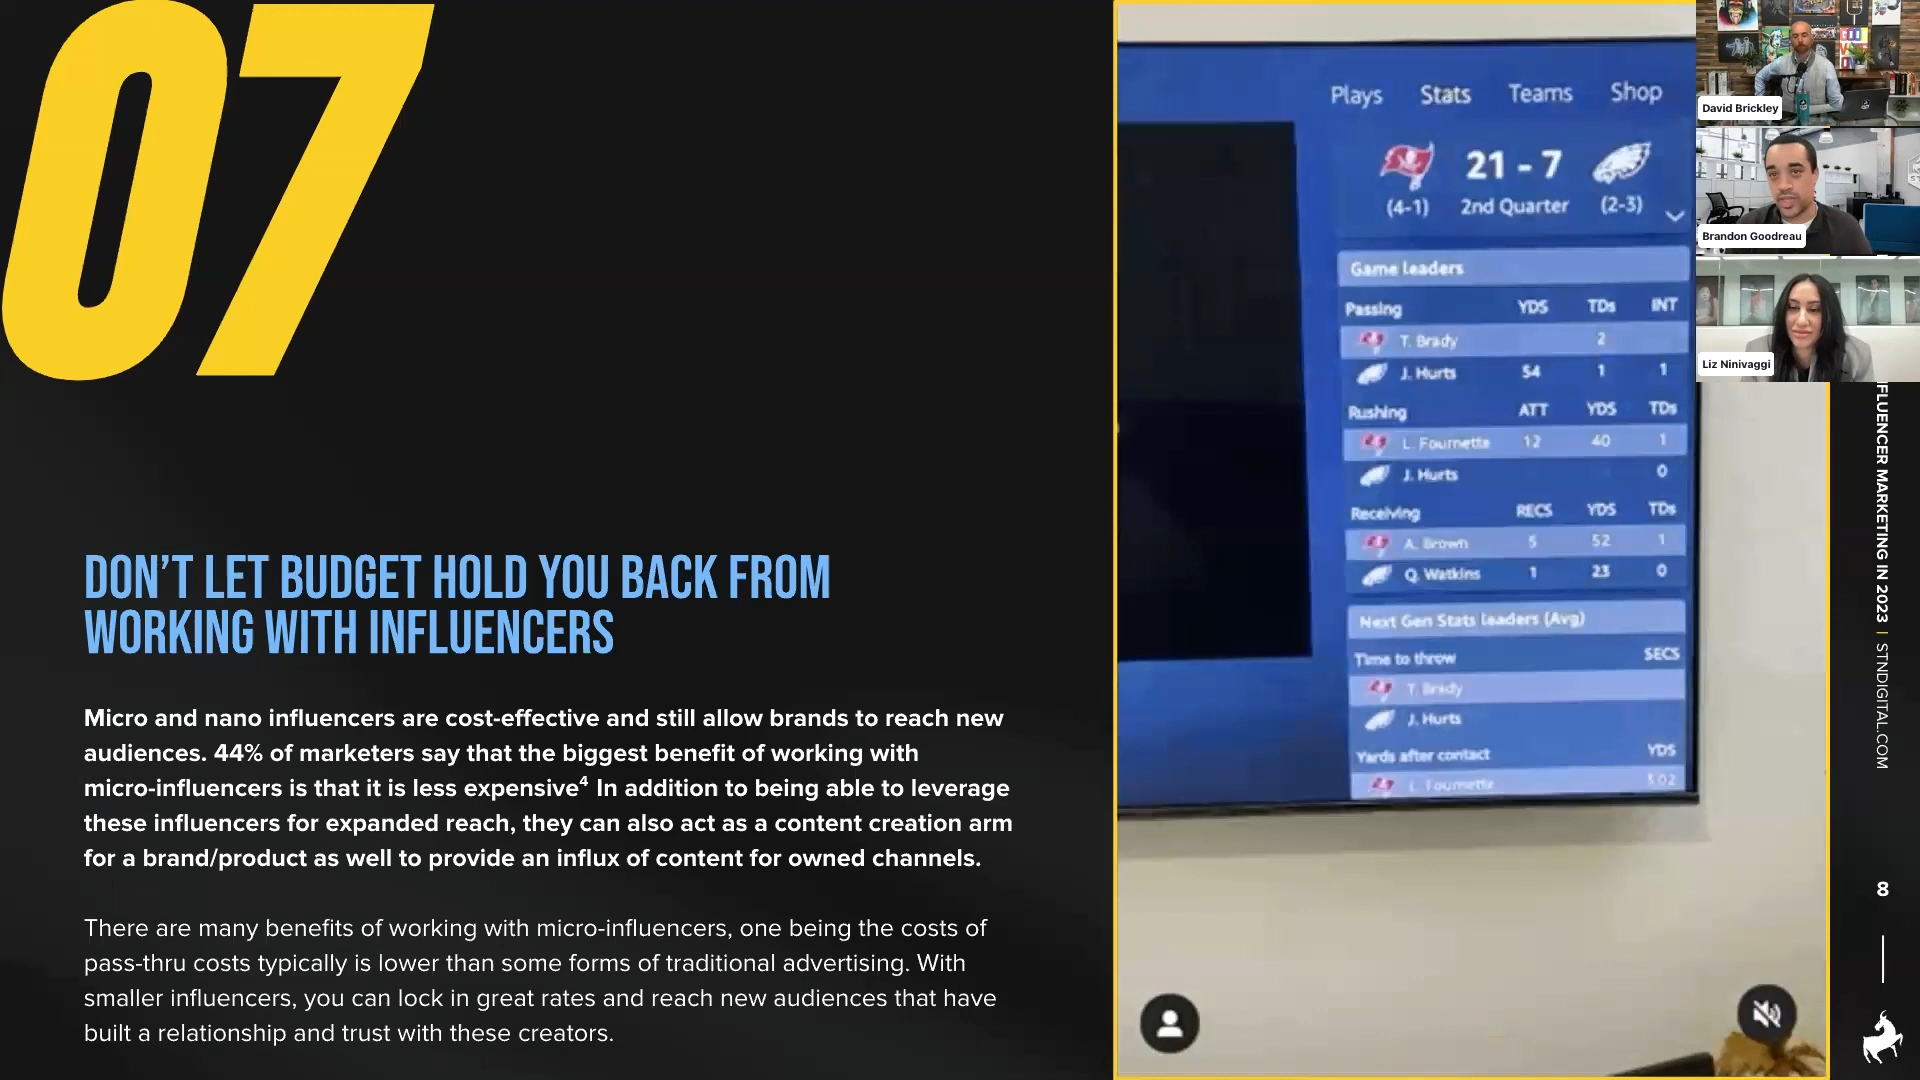 07
DON'T LET BUDGET HOLD YOU BACK FROM
WORKING WITH INFLUENCERS
Micro and nano influencers are cost-effective and still allow brands to reach new
audiences. 44% of marketers say that the biggest benefit of working with
micro-influencers is that it is less expensive⁴ In addition to being able to leverage
these influencers for expanded reach, they can also act as a content creation arm
for a brand/product as well to provide an influx of content for owned channels.
There are many benefits of working with micro-influencers, one being the costs of
pass-thru costs typically is lower than some forms of traditional advertising. With
smaller influencers, you can lock in great rates and reach new audiences that have
built a relationship and trust with these creators.
Plays Stats Teams Shop
21 - 7
(4-1) 2nd Quarter (2-3)
Game leaders
Passing YDS TDs INT
T. Brady 2
J. Hurts 54 1 1
Rushing ATT YDS TDs
L. Fournette 12 40 1
J. Hurts 0
Receiving RECS YDS TDs
A. Brown 5 52 1
Q. Watkins 1 23 0
Next Gen Stats leaders (Avg)
Time to throw SECS
T. Brady
J. Hurts
Yards after contact YDS
L. Fournette 3.02
David Brickley
Brandon Goodreau
Liz Ninivaggi
FLUENCER MARKETING IN 2023 | STNDIGITAL.COM
8